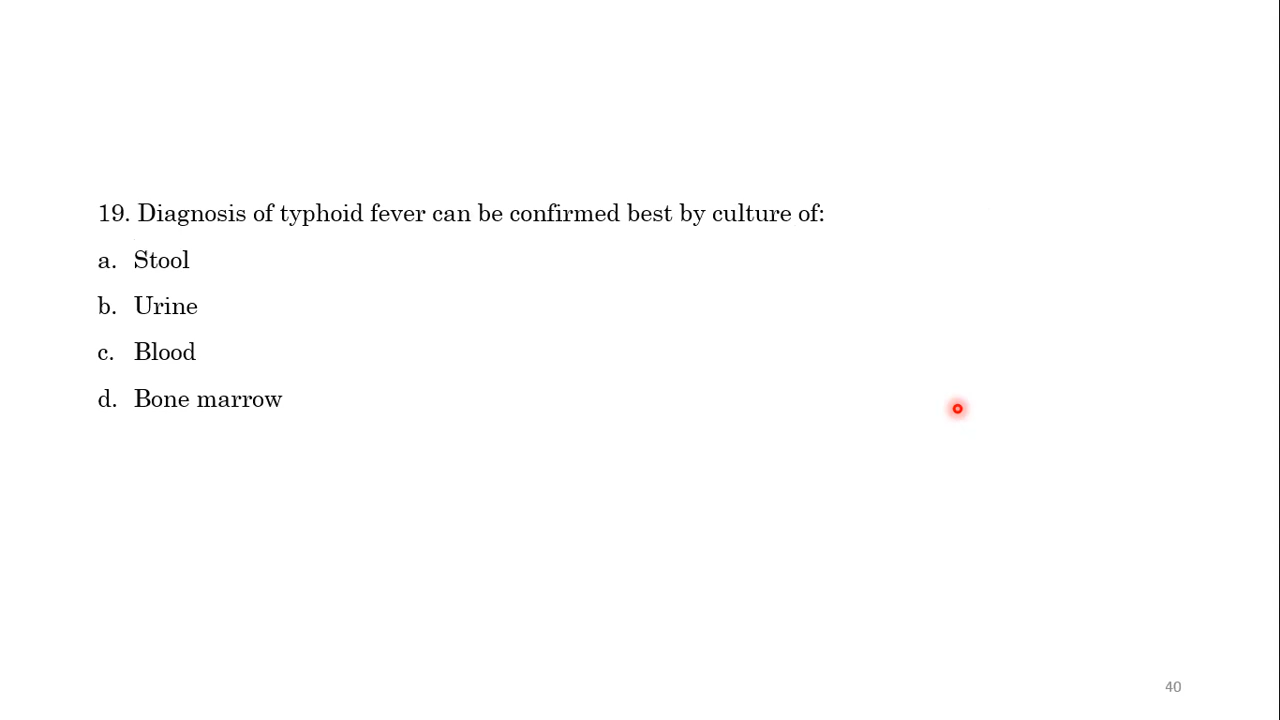 19. Diagnosis of typhoid fever can be confirmed best by culture of:
a. Stool
b. Urine
c. Blood
d. Bone marrow
40